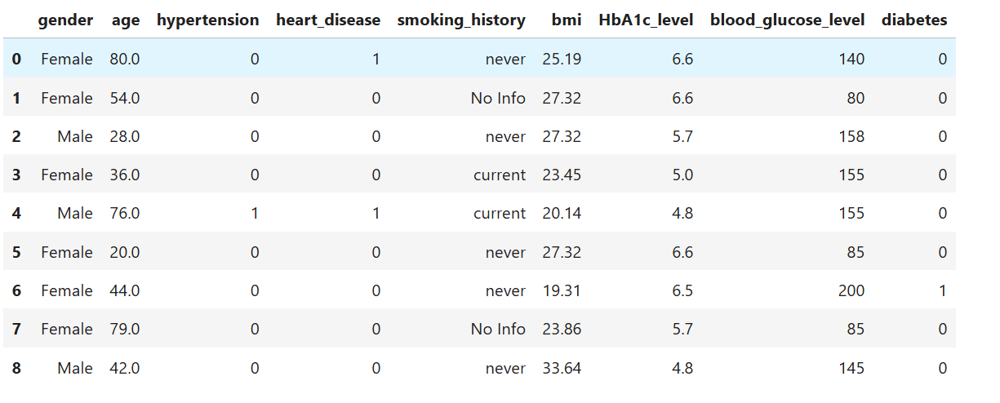 gender age hypertension heart_disease smoking_history bmi HbA1c_level blood_glucose_level diabetes
0 Female 80.0 0 1 never 25.19 6.6 140 0
1 Female 54.0 0 0 No Info 27.32 6.6 80 0
2 Male 28.0 0 0 never 27.32 5.7 158 0
3 Female 36.0 0 0 current 23.45 5.0 155 0
4 Male 76.0 1 1 current 20.14 4.8 155 0
5 Female 20.0 0 0 never 27.32 6.6 85 0
6 Female 44.0 0 0 never 19.31 6.5 200 1
7 Female 79.0 0 0 No Info 23.86 5.7 85 0
8 Male 42.0 0 0 never 33.64 4.8 145 0